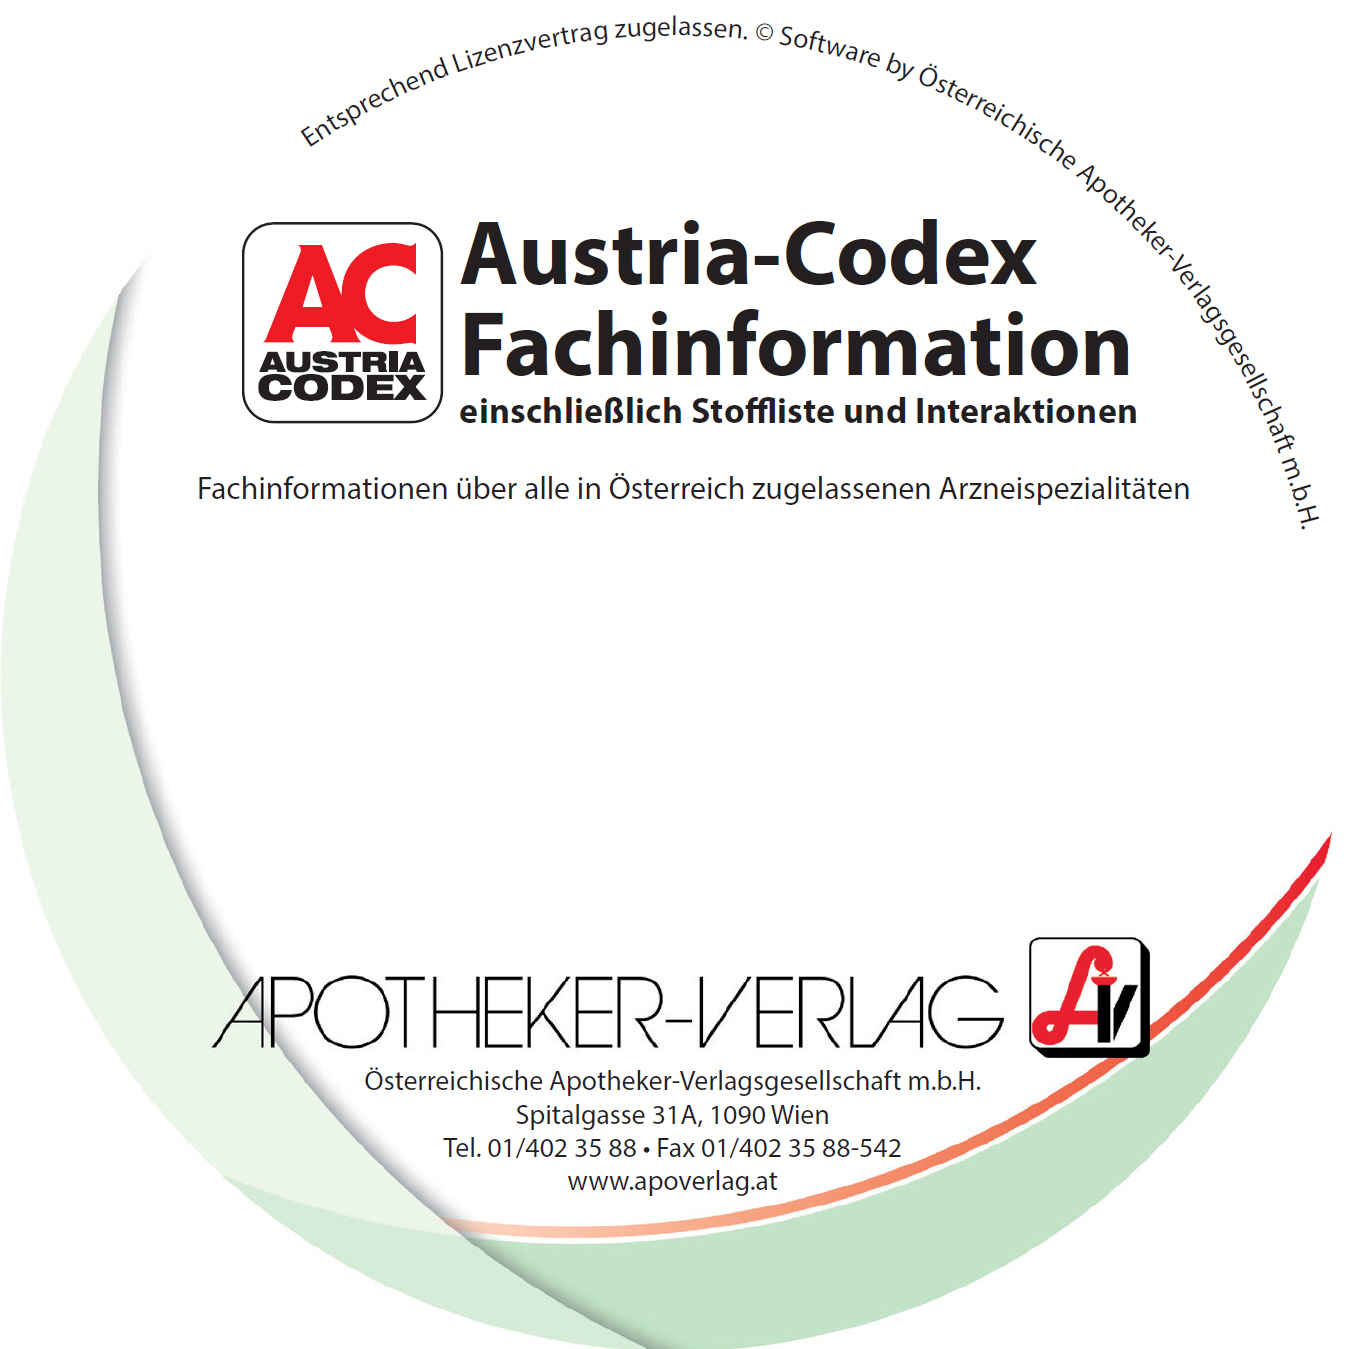 Entsprechend Lizenzvertrag zugelassen. © Software by Österreichische Apotheker-Verlagsgesellschaft m.b.H.
AC
AUSTRIA
CODEX
Austria-Codex
Fachinformation
einschließlich Stoffliste und Interaktionen
Fachinformationen über alle in Österreich zugelassenen Arzneispezialitäten
APOTHEKER-VERLAG
AV
Österreichische Apotheker-Verlagsgesellschaft m.b.H.
Spitalgasse 31A, 1090 Wien
Tel. 01/402 35 88 • Fax 01/402 35 88-542
www.apoverlag.at